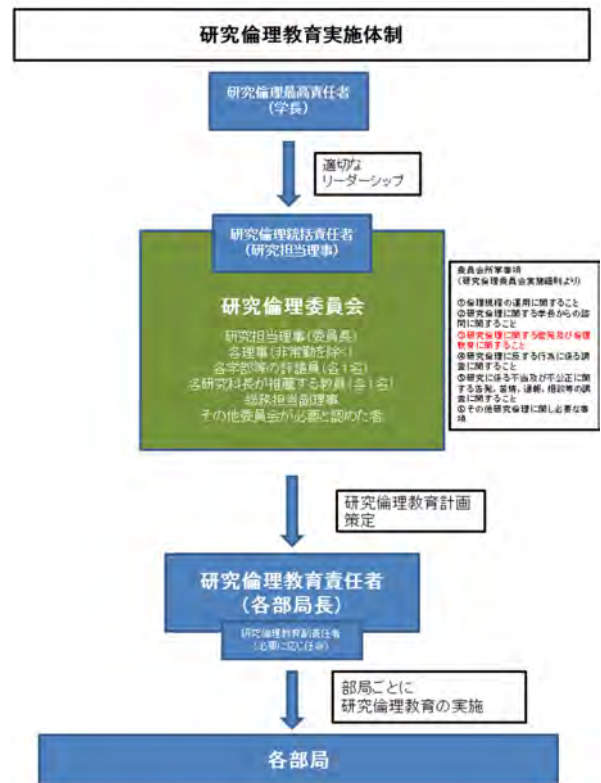 研究倫理教育実施体制
研究倫理最高責任者
(学長)
適切な
リーダーシップ
研究倫理統括責任者
(研究担当理事)
研究倫理委員会
研究担当理事(委員長)
各理事(非常勤を除く)
各学部等の評議員(各1名)
各研究科長が推薦する教員(各1名)
総務担当副理事
その他委員会が必要と認めた者
委員会所掌事項
(研究倫理委員会実施細則より)
①倫理規程の運用に関すること
②研究倫理に関する学長からの諮
問に関すること
③研究倫理に関する啓発及び倫理
教育に関すること
④研究倫理に反する行為に係る調
査に関すること
⑤研究に係る不当及び不公正に関
する告発、苦情、通報、相談等の調
査に関すること
⑥その他研究倫理に関し必要な事
項
研究倫理教育計画
策定
研究倫理教育責任者
(各部局長)
研究倫理教育副責任者
(必要に応じ任命)
部局ごとに
研究倫理教育の実施
各部局